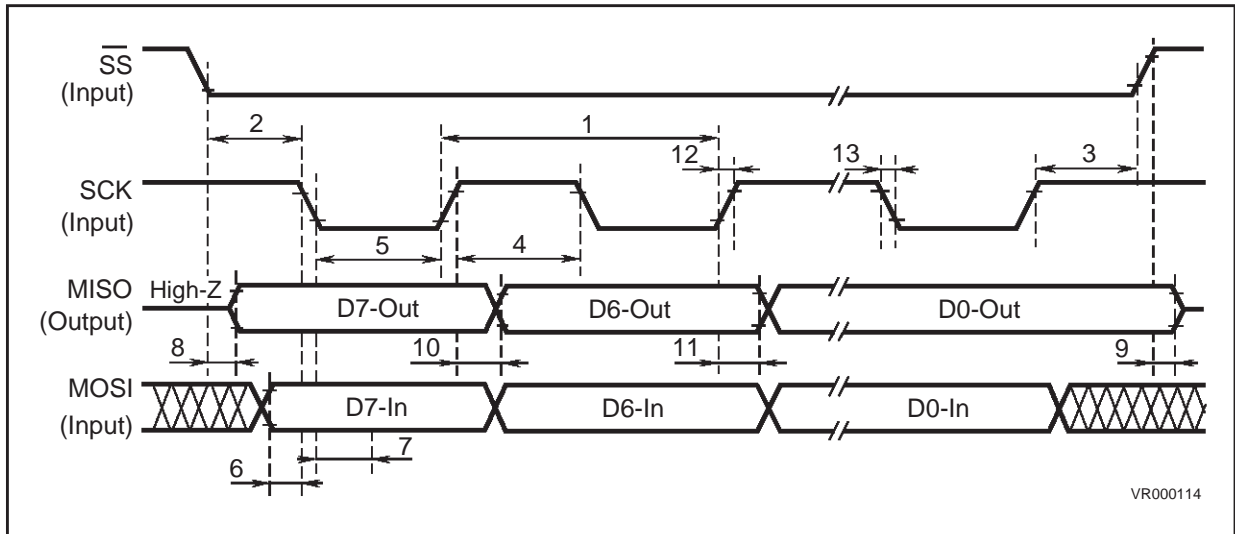 SS
(Input)
2
1
12
13
3
SCK
(Input)
5
4
MISO
(Output)
High-Z
D7-Out
D6-Out
D0-Out
8
10
11
9
MOSI
(Input)
D7-In
D6-In
D0-In
7
6
VR000114